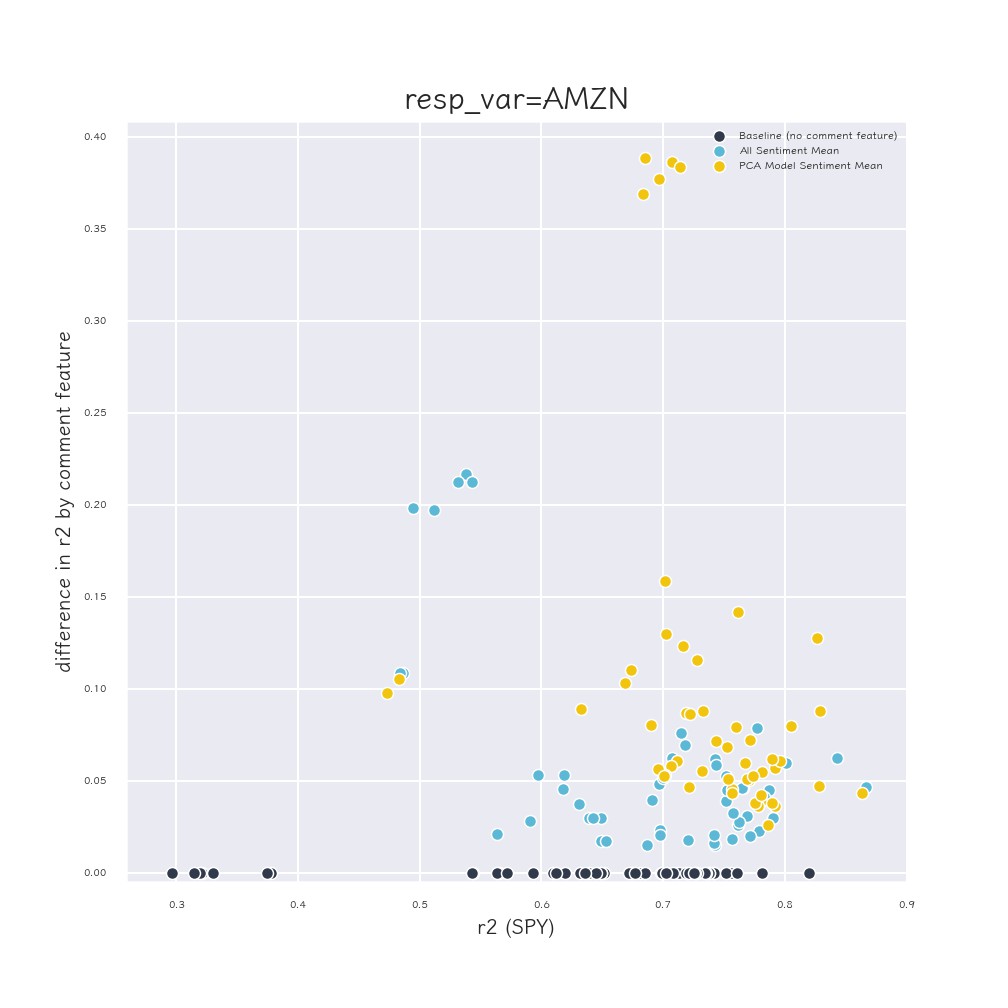 resp_var=AMZN
Baseline (no comment feature)
All Sentiment Mean
PCA Model Sentiment Mean
difference in r2 by comment feature
0.40
0.35
0.30
0.25
0.20
0.15
0.10
0.05
0.00
0.3 0.4 0.5 0.6 0.7 0.8 0.9
r2 (SPY)